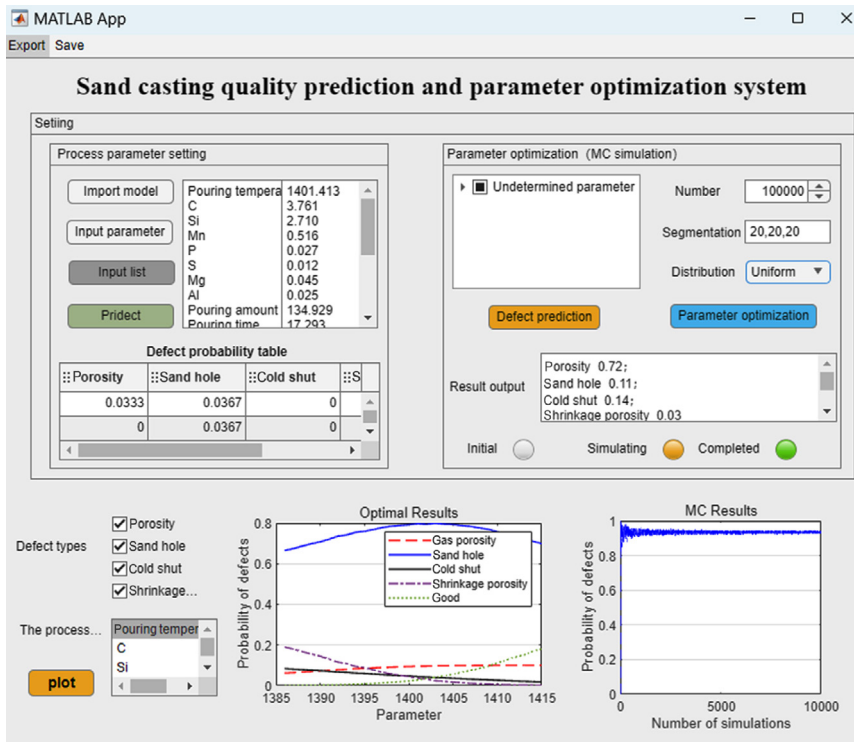 MATLAB App
Export Save
Sand casting quality prediction and parameter optimization system
Setiing
Process parameter setting
Import model
Input parameter
Input list
Pridect
Pouring tempera 1401.413
C 3.761
Si 2.710
Mn 0.516
P 0.027
S 0.012
Mg 0.045
Al 0.025
Pouring amount 134.929
Pouring time 17.293
Defect probability table
Porosity Sand hole Cold shut S
0.0333 0.0367 0
0 0.0367 0
Parameter optimization (MC simulation)
Undetermined parameter
Number 100000
Segmentation 20,20,20
Distribution Uniform
Defect prediction
Parameter optimization
Result output
Porosity 0.72;
Sand hole 0.11;
Cold shut 0.14;
Shrinkage porosity 0.03
Initial Simulating Completed
Defect types
Porosity
Sand hole
Cold shut
Shrinkage...
The process...
Pouring temper
C
Si
plot
Optimal Results
Probability of defects
0.8
0.6
0.4
0.2
0
Gas porosity
Sand hole
Cold shut
Shrinkage porosity
Good
1385 1390 1395 1400 1405 1410 1415
Parameter
MC Results
Probability of defects
1
0.8
0.6
0.4
0.2
0
0 5000 10000
Number of simulations